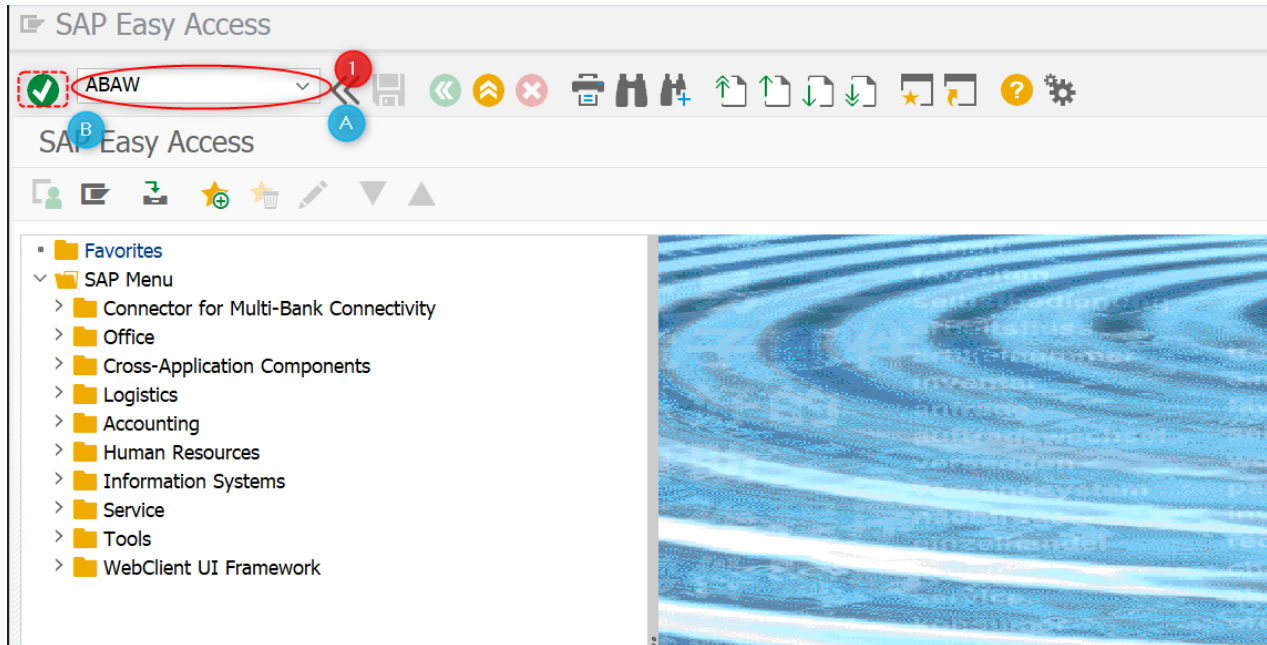 SAP Easy Access
ABAW
1
B
A
SAP Easy Access
Favorites
SAP Menu
Connector for Multi-Bank Connectivity
Office
Cross-Application Components
Logistics
Accounting
Human Resources
Information Systems
Service
Tools
WebClient UI Framework